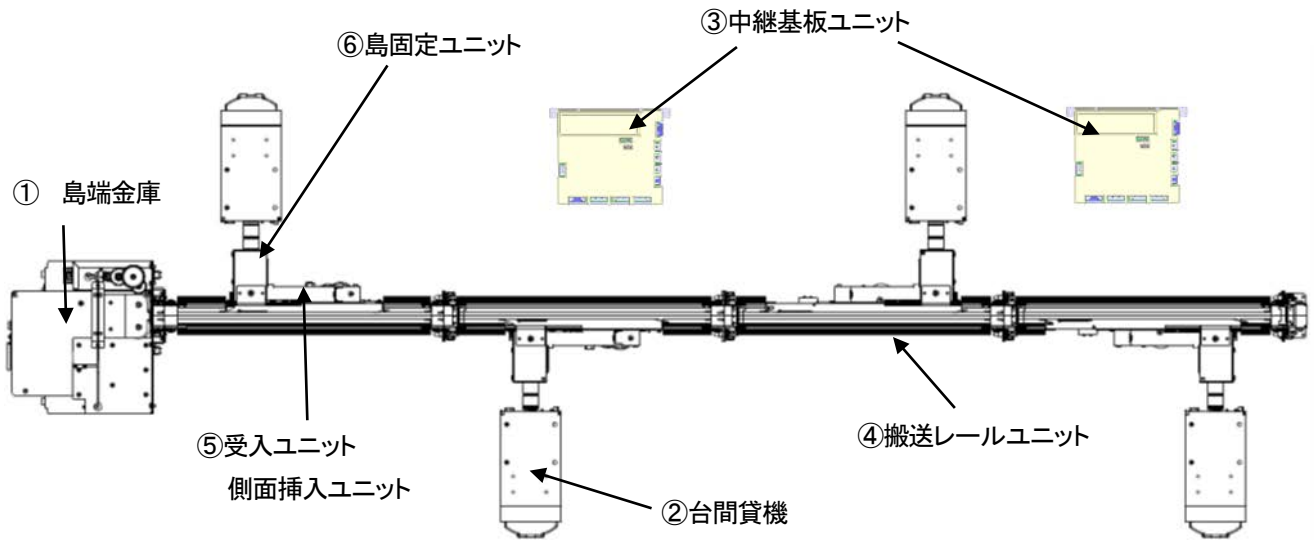 ③中継基板ユニット
⑥島固定ユニット
① 島端金庫
⑤受入ユニット
側面挿入ユニット
④搬送レールユニット
②台間貸機